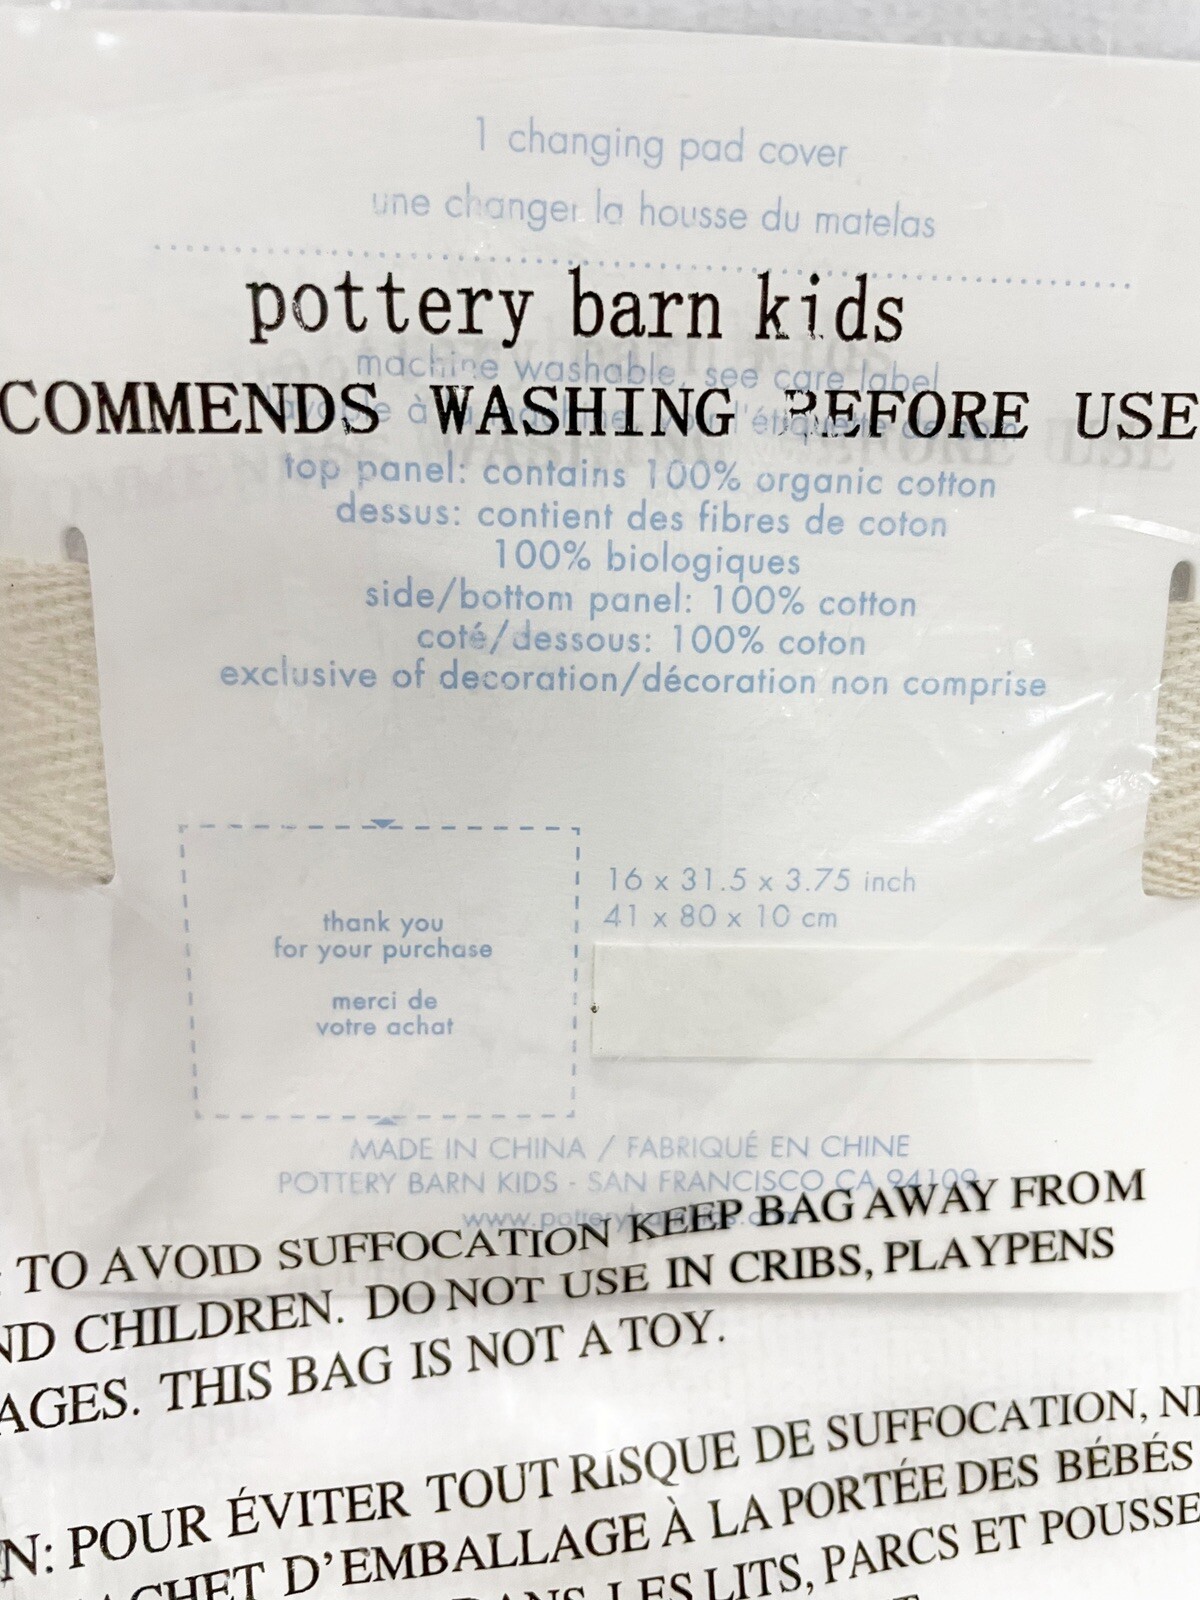 1 changing pad cover
une changer la housse du matelas
pottery barn kids
machine washable, see care label
COMMENDS WASHING BEFORE USE
à l'étiquette de
top panel: contains 100% organic cotton
dessus: contient des fibres de coton
100% biologiques
side/bottom panel: 100% cotton
coté/dessous: 100% coton
exclusive of decoration/décoration non comprise
16 x 31.5 x 3.75 inch
41 x 80 x 10 cm
thank you
for your purchase
merci de
votre achat
MADE IN CHINA / FABRIQUÉ EN CHINE
POTTERY BARN KIDS - SAN FRANCISCO CA 94109
: TO AVOID SUFFOCATION KEEP BAG AWAY FROM
ND CHILDREN. DO NOT USE IN CRIBS, PLAYPENS
AGES. THIS BAG IS NOT A TOY.
N: POUR ÉVITER TOUT RISQUE DE SUFFOCATION, NE
ACHET D'EMBALLAGE À LA PORTÉE DES BÉBÉS
DANS LES LITS, PARCS ET POUSSE